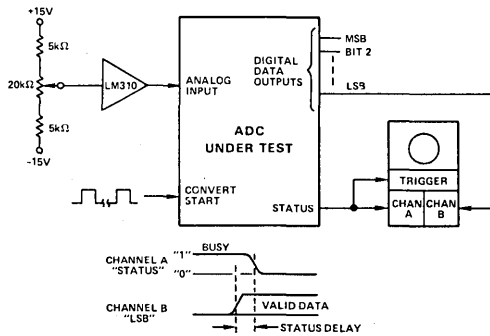 +15V
5kΩ
20kΩ
5kΩ
-15V
LM310
ANALOG
INPUT
DIGITAL
DATA
OUTPUTS
MSB
BIT 2
LSB
ADC
UNDER TEST
CONVERT
START
STATUS
TRIGGER
CHAN
A
CHAN
B
CHANNEL A
"STATUS"
"1"
"0"
BUSY
CHANNEL B
"LSB"
VALID DATA
STATUS DELAY